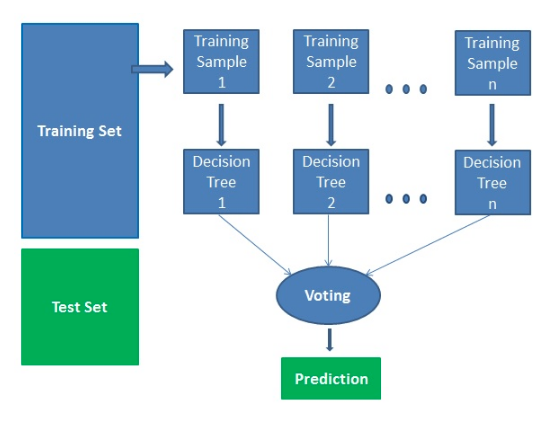 Training Set
Training
Sample
1
Training
Sample
2
Training
Sample
n
Decision
Tree
1
Decision
Tree
2
Decision
Tree
n
Test Set
Voting
Prediction